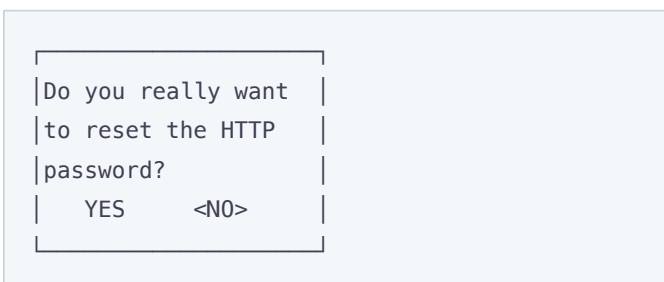 Do you really want
to reset the HTTP
password?
YES <NO>